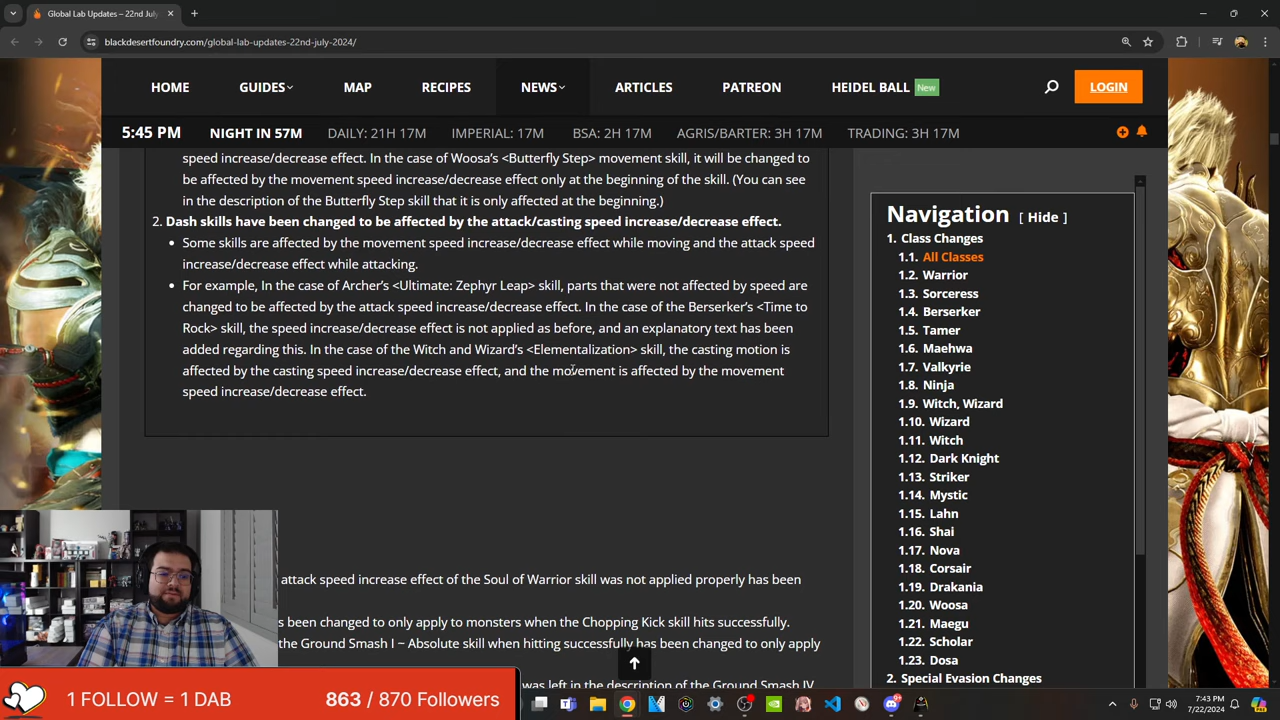 Global Lab Updates – 22nd July
blackdesertfoundry.com/global-lab-updates-22nd-july-2024/
HOME GUIDES MAP RECIPES NEWS ARTICLES PATREON HEIDEL BALL New LOGIN
5:45 PM NIGHT IN 57M DAILY: 21H 17M IMPERIAL: 17M BSA: 2H 17M AGRIS/BARTER: 3H 17M TRADING: 3H 17M
speed increase/decrease effect. In the case of Woosa's <Butterfly Step> movement skill, it will be changed to
be affected by the movement speed increase/decrease effect only at the beginning of the skill. (You can see
in the description of the Butterfly Step skill that it is only affected at the beginning.)
2. Dash skills have been changed to be affected by the attack/casting speed increase/decrease effect.
• Some skills are affected by the movement speed increase/decrease effect while moving and the attack speed
increase/decrease effect while attacking.
• For example, In the case of Archer's <Ultimate: Zephyr Leap> skill, parts that were not affected by speed are
changed to be affected by the attack speed increase/decrease effect. In the case of the Berserker's <Time to
Rock> skill, the speed increase/decrease effect is not applied as before, and an explanatory text has been
added regarding this. In the case of the Witch and Wizard's <Elementalization> skill, the casting motion is
affected by the casting speed increase/decrease effect, and the movement is affected by the movement
speed increase/decrease effect.
attack speed increase effect of the Soul of Warrior skill was not applied properly has been
s been changed to only apply to monsters when the Chopping Kick skill hits successfully.
the Ground Smash I ~ Absolute skill when hitting successfully has been changed to only apply
was left in the description of the Ground Smash IV
Navigation [ Hide ]
1. Class Changes
1.1. All Classes
1.2. Warrior
1.3. Sorceress
1.4. Berserker
1.5. Tamer
1.6. Maehwa
1.7. Valkyrie
1.8. Ninja
1.9. Witch, Wizard
1.10. Wizard
1.11. Witch
1.12. Dark Knight
1.13. Striker
1.14. Mystic
1.15. Lahn
1.16. Shai
1.17. Nova
1.18. Corsair
1.19. Drakania
1.20. Woosa
1.21. Maegu
1.22. Scholar
1.23. Dosa
2. Special Evasion Changes
1 FOLLOW = 1 DAB 863 / 870 Followers
7:43 PM
7/22/2024